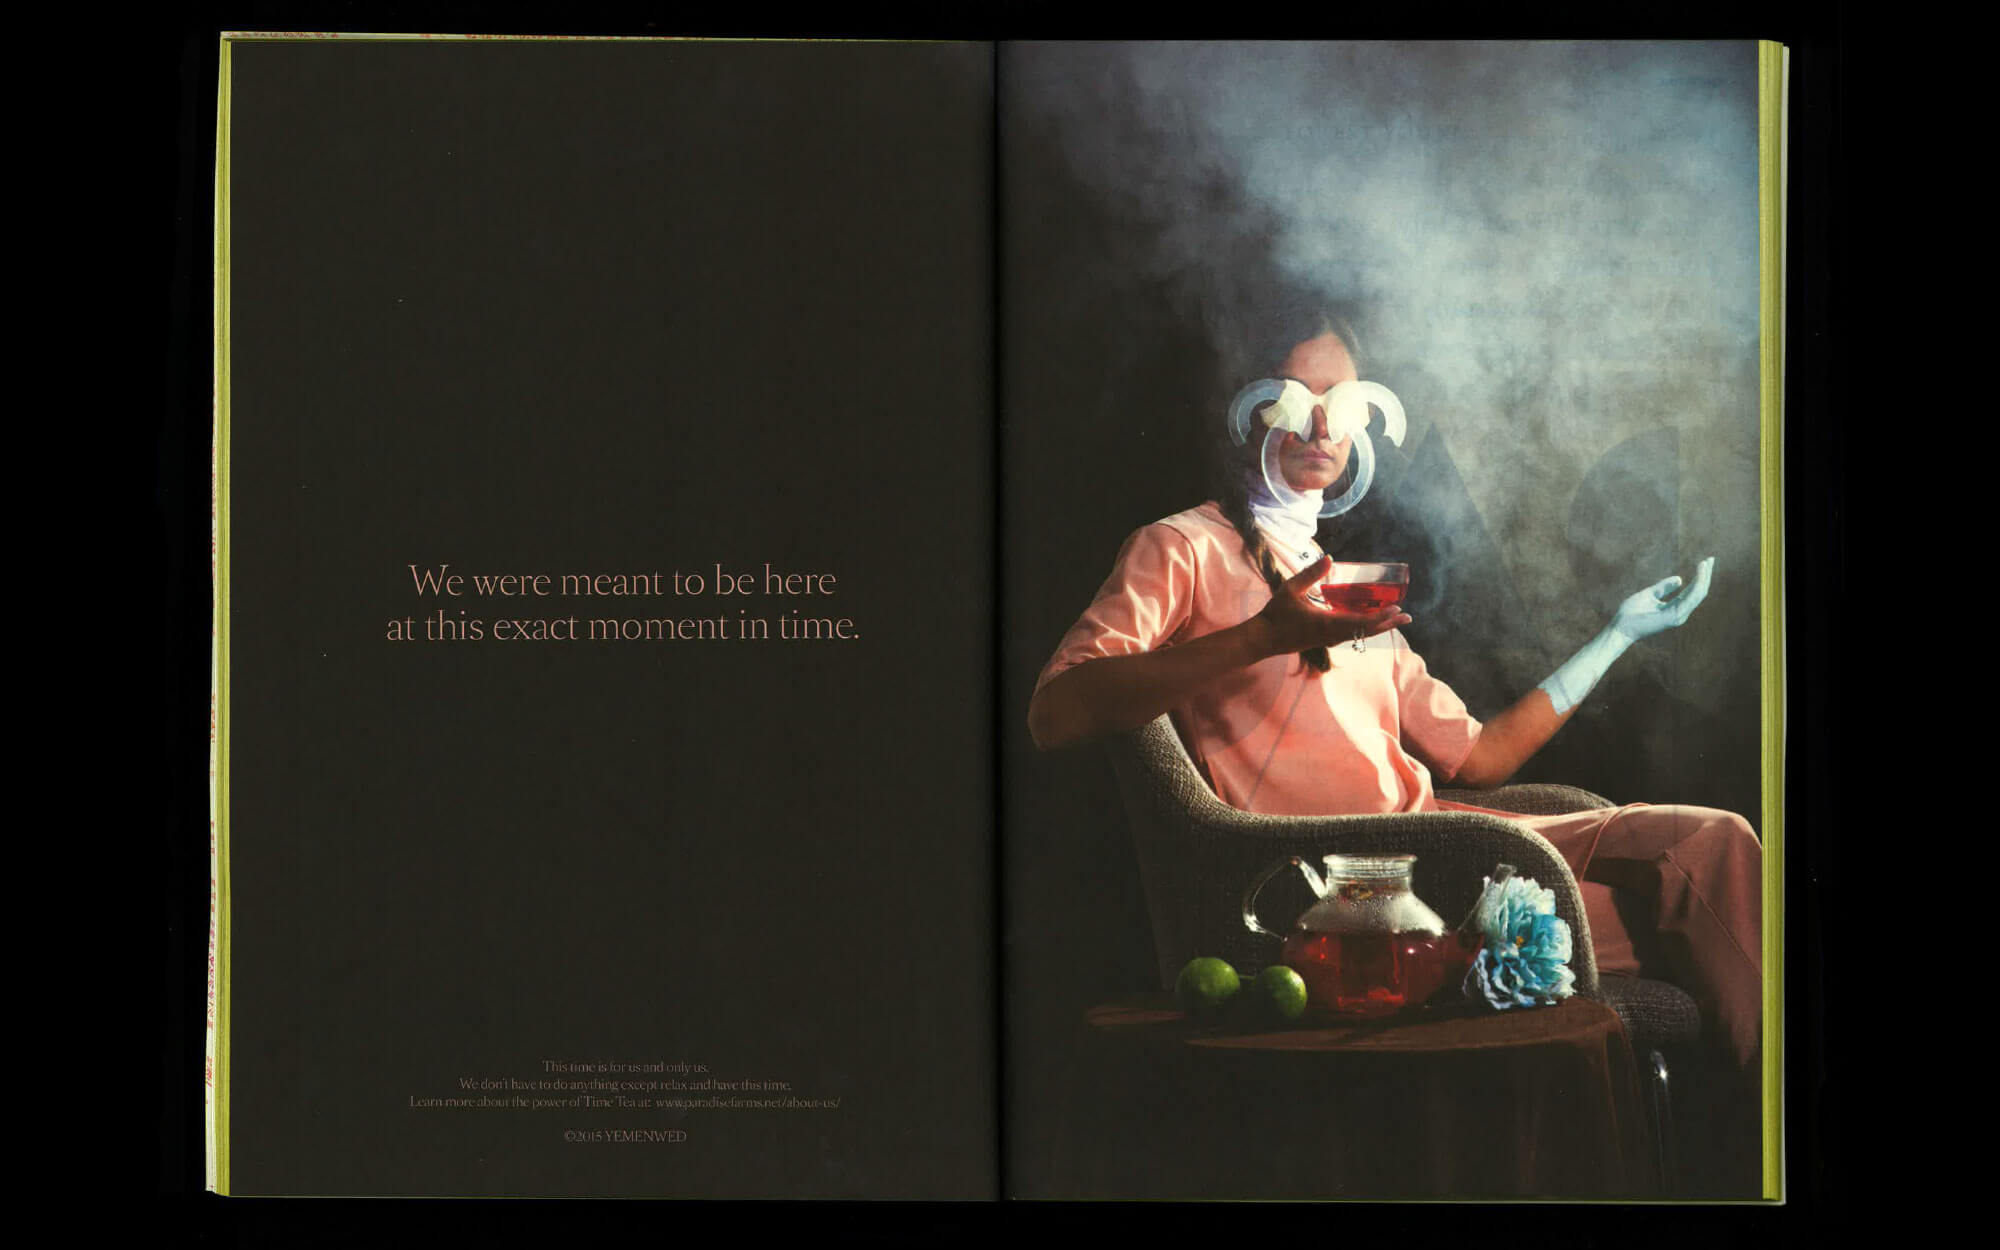 We were meant to be here
at this exact moment in time.
This time is for us and only us.
We don't have to do anything except relax and have this time.
Learn more about the power of Time Tea at: www.paradisefarms.net/about-us/
©2015 YEMENWED